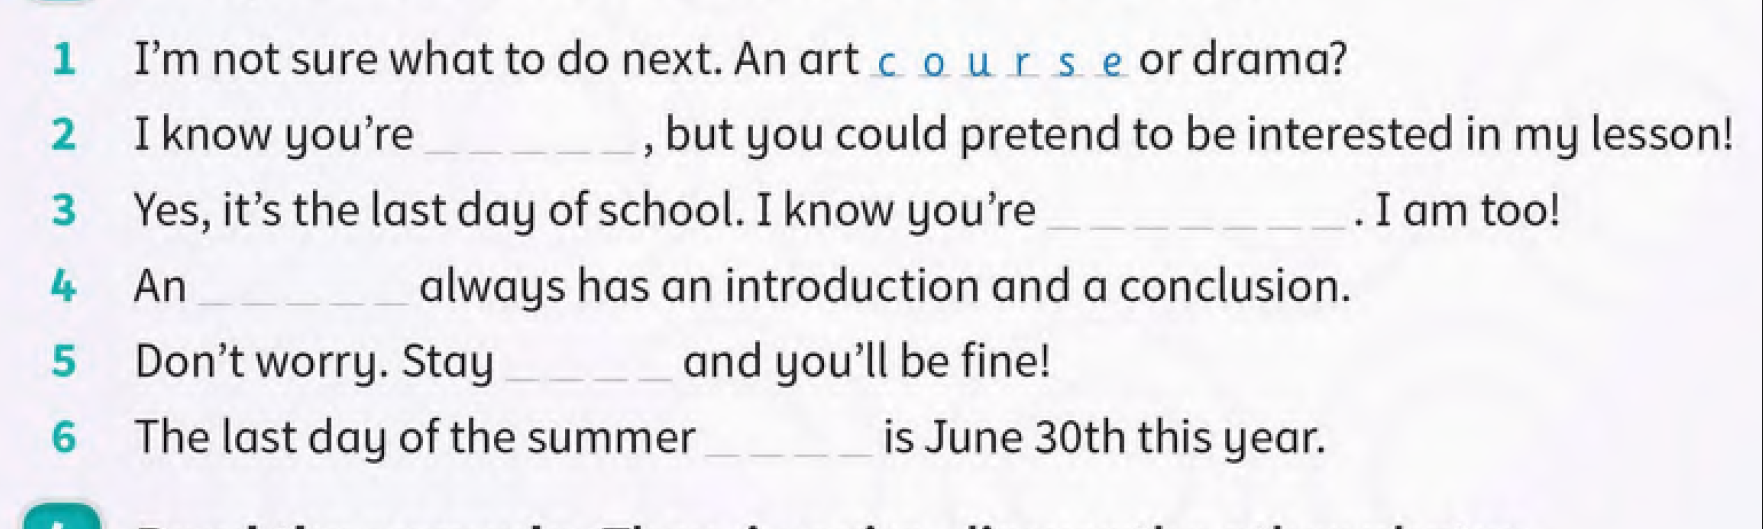 1 I'm not sure what to do next. An art c o u r s e or drama?
2 I know you're _ _ _ _ _ , but you could pretend to be interested in my lesson!
3 Yes, it's the last day of school. I know you're _ _ _ _ _ _ _ . I am too!
4 An _ _ _ _ _ always has an introduction and a conclusion.
5 Don't worry. Stay _ _ _ _ and you'll be fine!
6 The last day of the summer _ _ _ _ is June 30th this year.